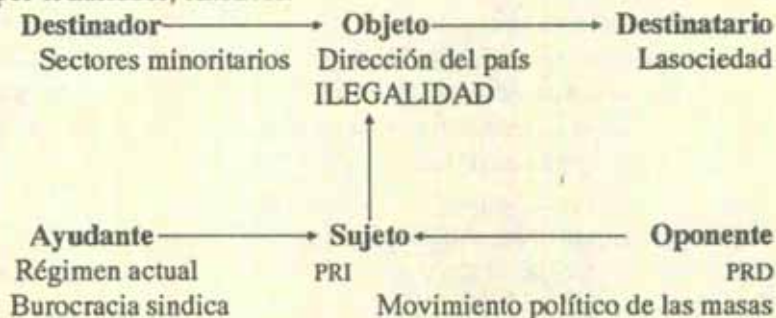 Destinador Objeto Destinatario
Sectores minoritarios Dirección del país Lasociedad
ILEGALIDAD
Ayudante Sujeto Oponente
Régimen actual PRI PRD
Burocracia sindica Movimiento político de las masas